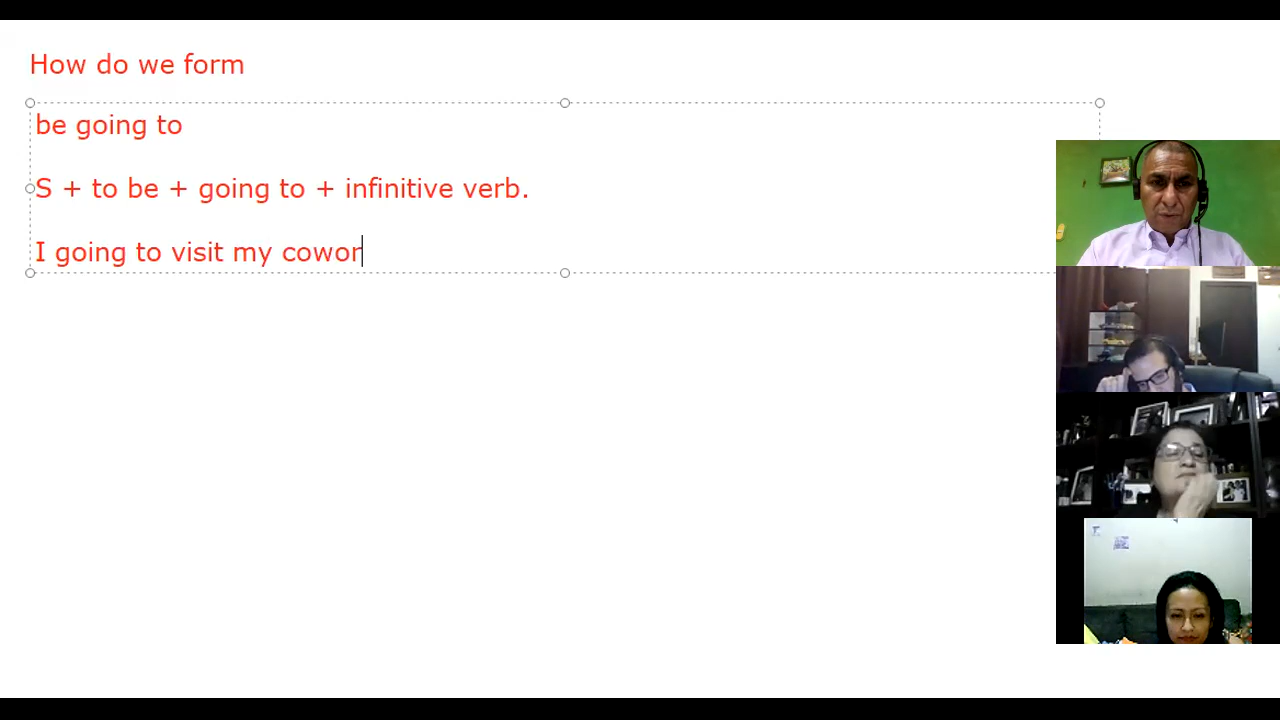 How do we form
be going to
S + to be + going to + infinitive verb.
I going to visit my cowor